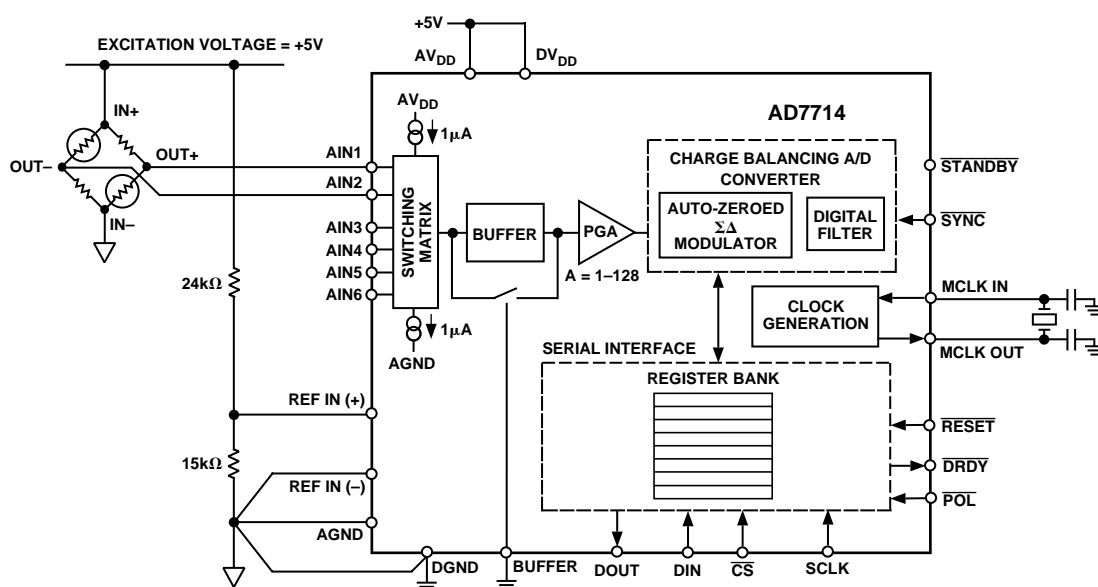 +5V
EXCITATION VOLTAGE = +5V
AVDD
DVDD
AD7714
IN+
OUT–
OUT+
IN–
AVDD
1µA
AIN1
AIN2
AIN3
AIN4
AIN5
AIN6
SWITCHING
MATRIX
1µA
AGND
BUFFER
PGA
A = 1–128
CHARGE BALANCING A/D
CONVERTER
AUTO-ZEROED
ΣΔ
MODULATOR
DIGITAL
FILTER
STANDBY
SYNC
24kΩ
CLOCK
GENERATION
MCLK IN
MCLK OUT
SERIAL INTERFACE
REGISTER BANK
REF IN (+)
15kΩ
REF IN (–)
AGND
RESET
DRDY
POL
DGND
BUFFER
DOUT
DIN
CS
SCLK